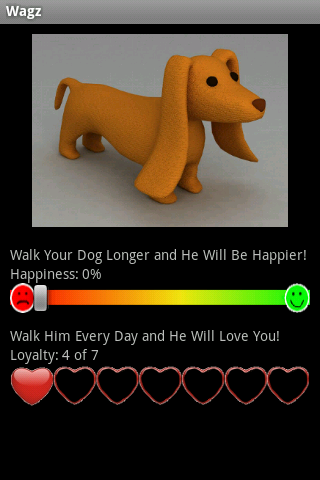 Wagz
Walk Your Dog Longer and He Will Be Happier!
Happiness: 0%
Walk Him Every Day and He Will Love You!
Loyalty: 4 of 7